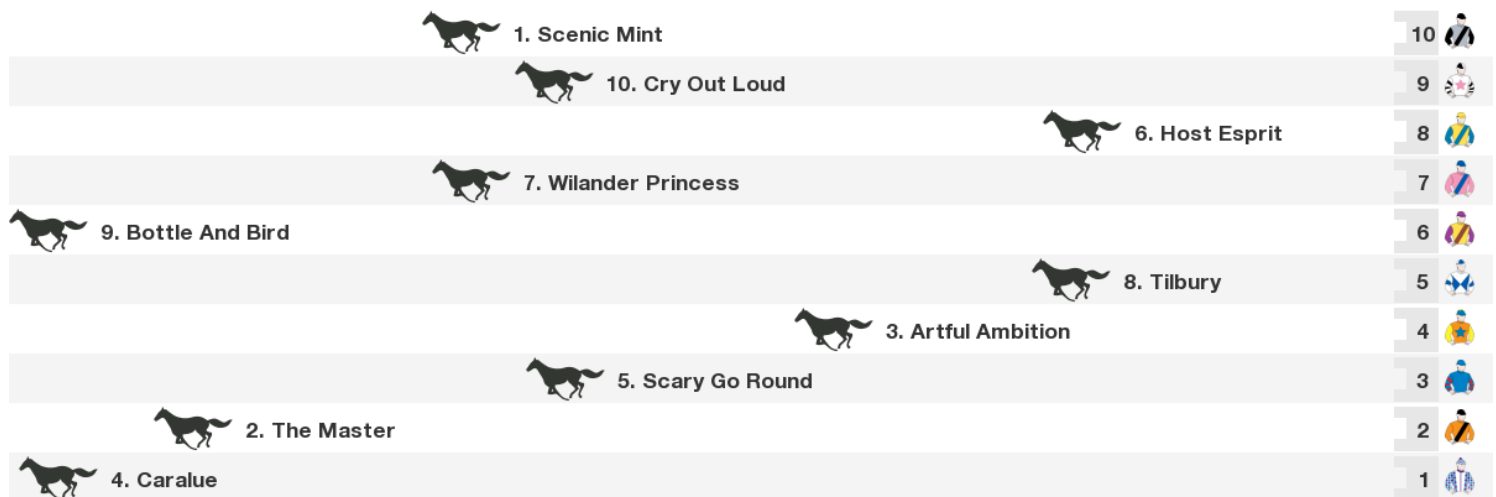 1. Scenic Mint 10
10. Cry Out Loud 9
6. Host Esprit 8
7. Wilander Princess 7
9. Bottle And Bird 6
8. Tilbury 5
3. Artful Ambition 4
5. Scary Go Round 3
2. The Master 2
4. Caralue 1